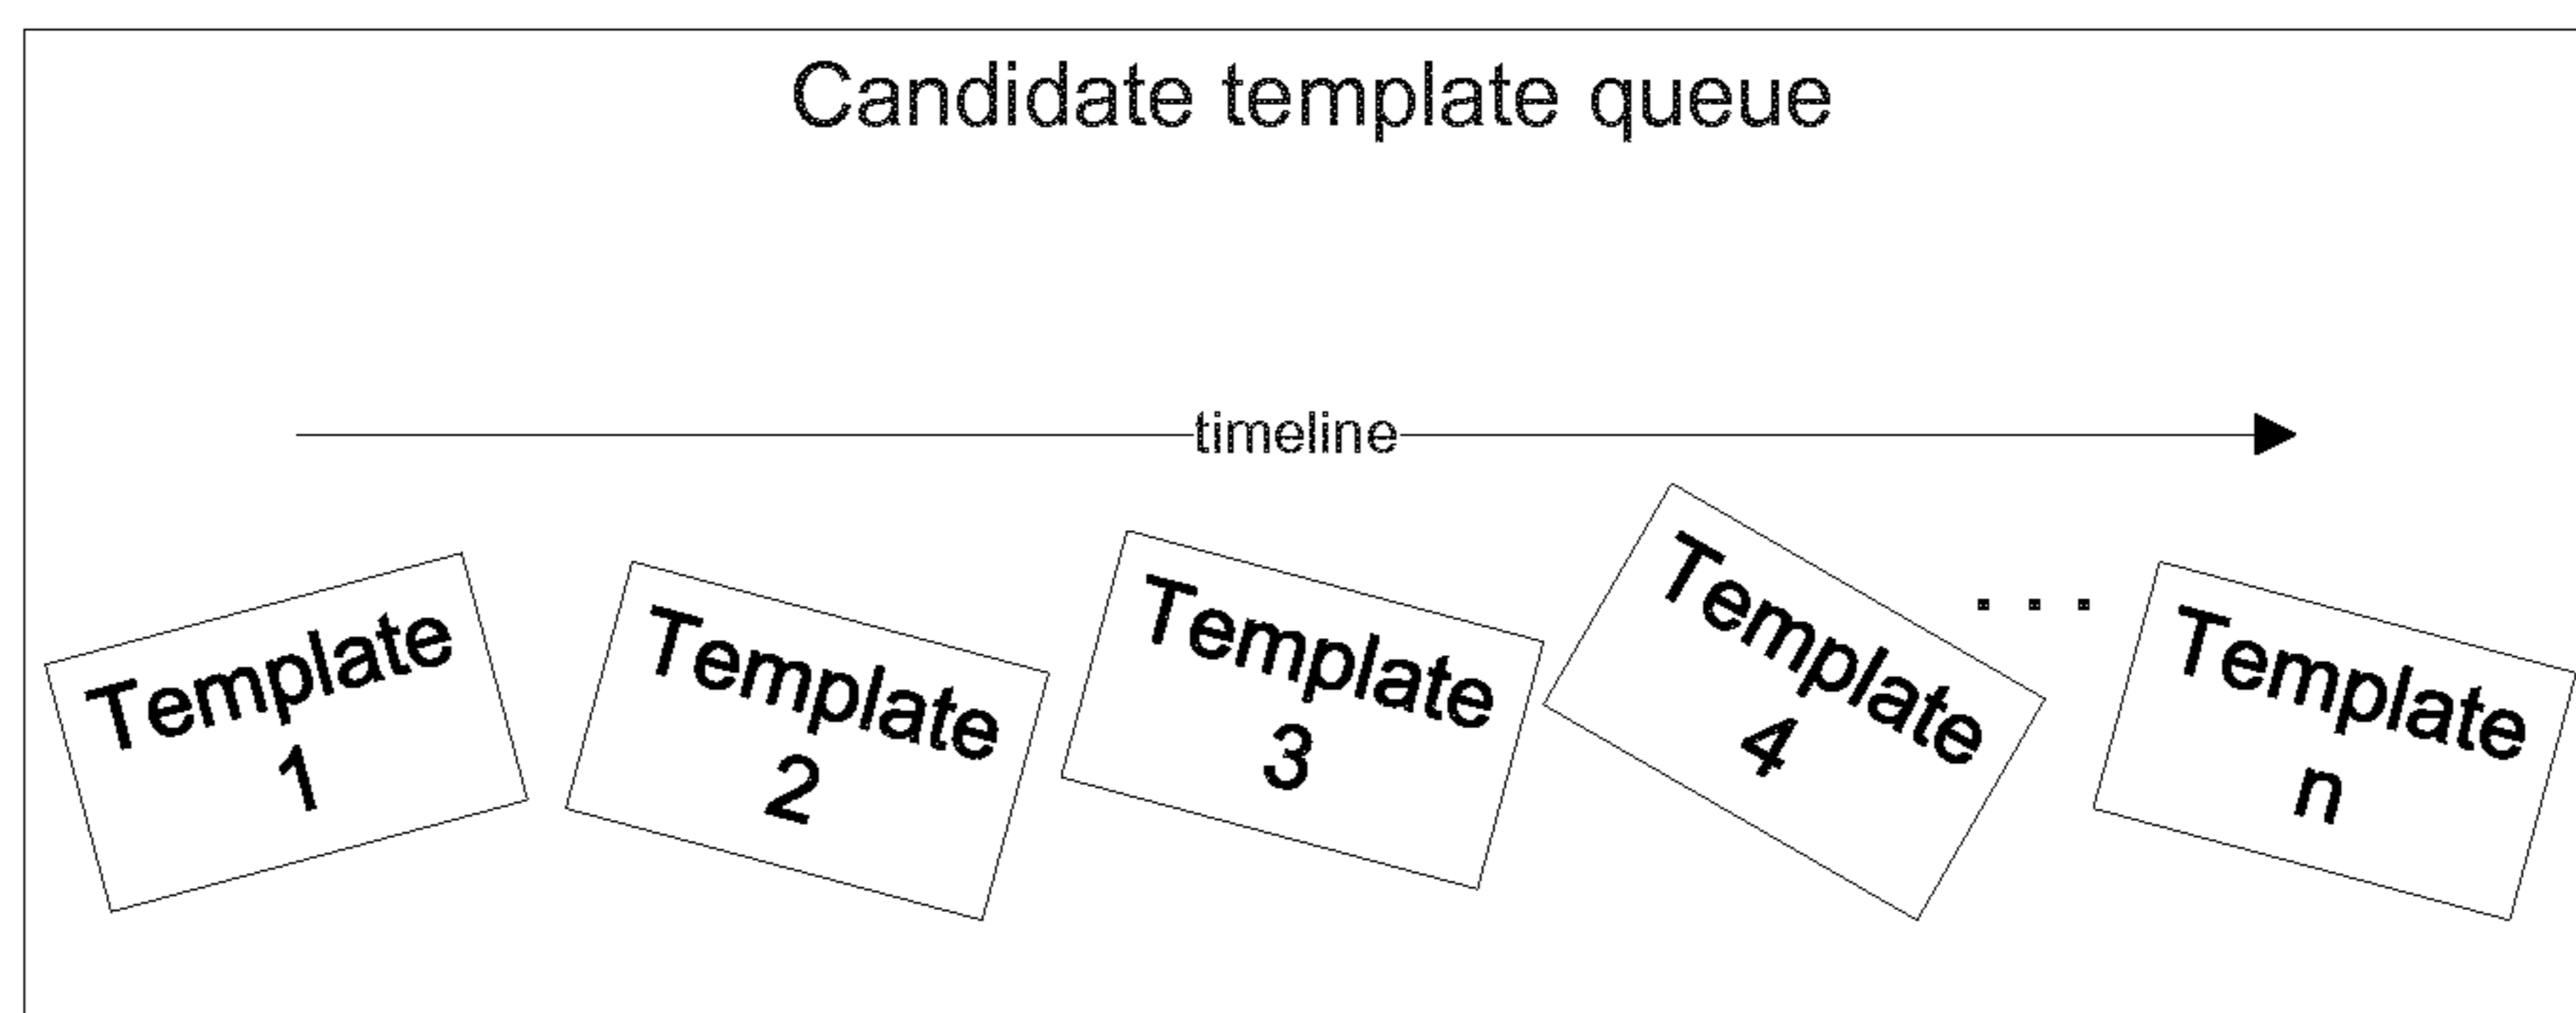 Candidate template queue
timeline
Template
1
Template
2
Template
3
Template
4
. . .
Template
n